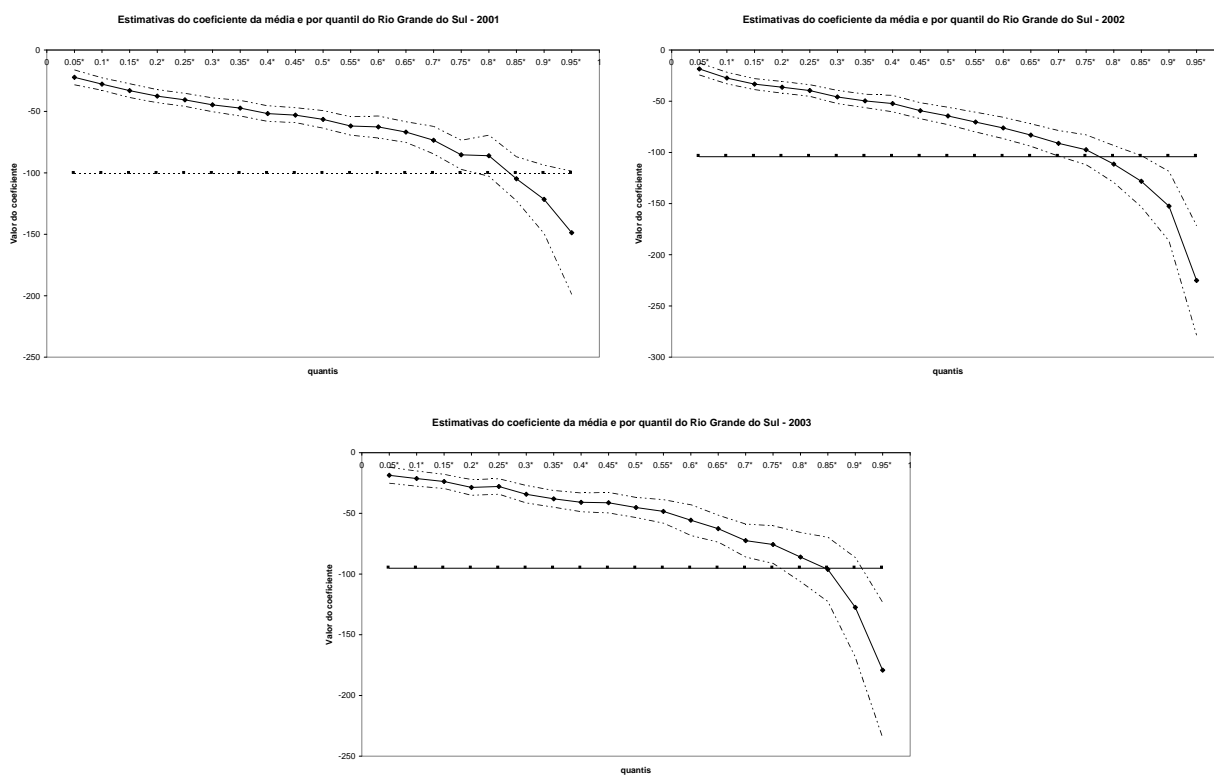 Estimativas do coeficiente da média e por quantil do Rio Grande do Sul - 2001
0
0.05" 0.1" 0.15" 0.2" 0.25" 0.3" 0.35" 0.4" 0.45" 0.5" 0.55" 0.6" 0.65" 0.7" 0.75" 0.8" 0.85" 0.9" 0.95" 1
-50
-100
-150
-200
-250
Valor do coeficiente
quantis
Estimativas do coeficiente da média e por quantil do Rio Grande do Sul - 2002
0
0.05" 0.1" 0.15" 0.2" 0.25" 0.3" 0.35" 0.4" 0.45" 0.5" 0.55" 0.6" 0.65" 0.7" 0.75" 0.8" 0.85" 0.9" 0.95"
-50
-100
-150
-200
-250
-300
Valor do coeficiente
quantis
Estimativas do coeficiente da média e por quantil do Rio Grande do Sul - 2003
0
0.05" 0.1" 0.15" 0.2" 0.25" 0.3" 0.35" 0.4" 0.45" 0.5" 0.55" 0.6" 0.65" 0.7" 0.75" 0.8" 0.85" 0.9" 0.95" 1
-50
-100
-150
-200
-250
Valor do coeficiente
quantis